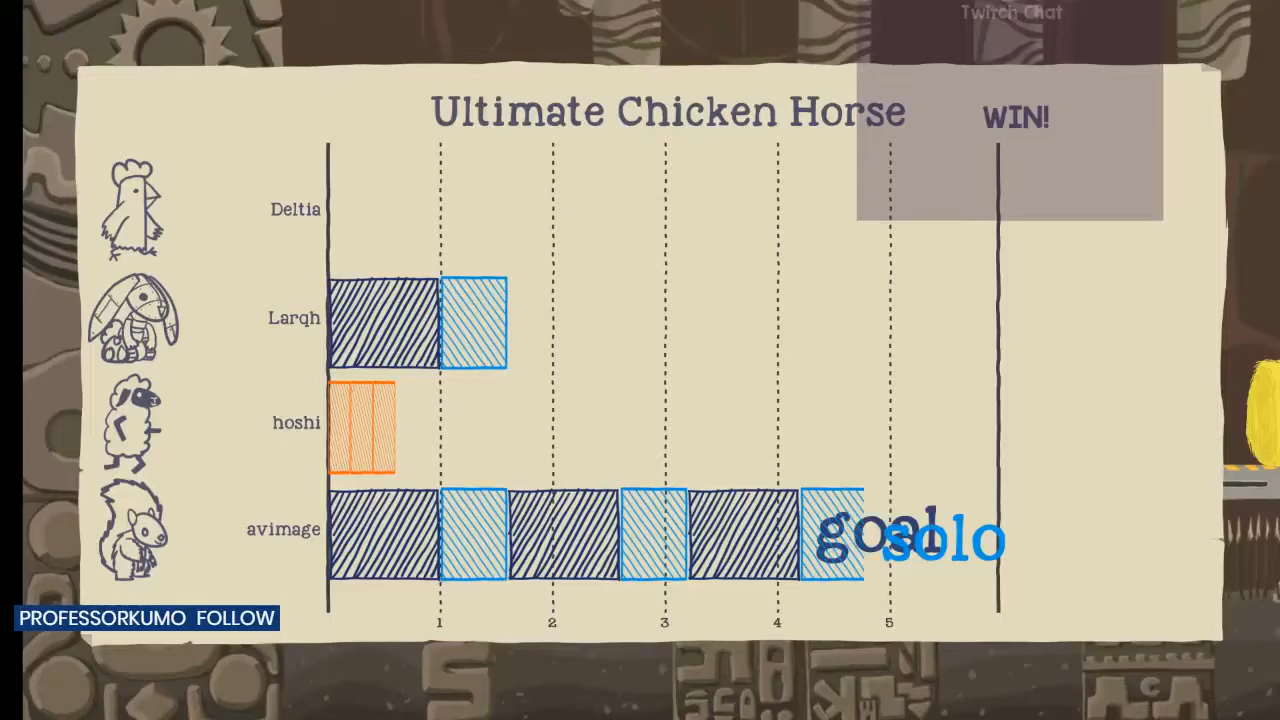 Twitch Chat
Ultimate Chicken Horse
WIN!
Deltia
Larqh
hoshi
avimage
goal
solo
1 2 3 4 5
PROFESSORKUMO FOLLOW